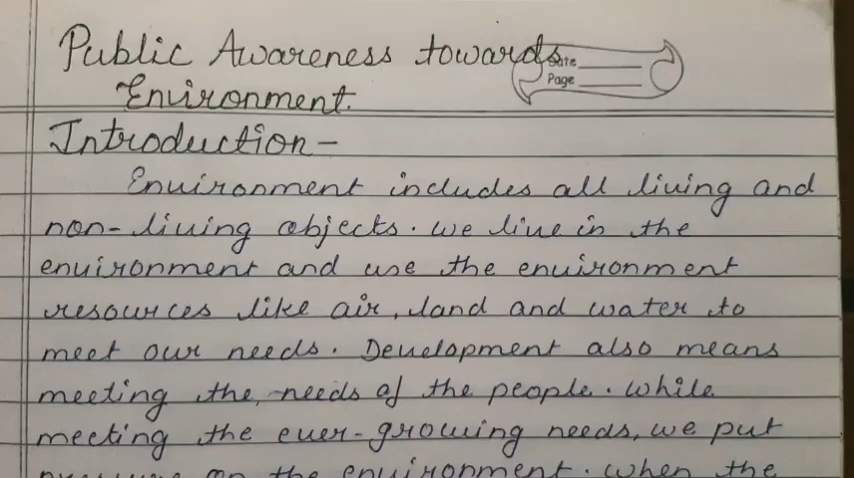 Public Awareness towards
Date
Page
Environment.
Introduction -
Environment includes all living and
non-living objects. we live in the
environment and use the environment
resources like air, land and water to
meet our needs. Development also means
meeting the needs of the people. while
meeting the ever-growing needs, we put
on the environment. when the